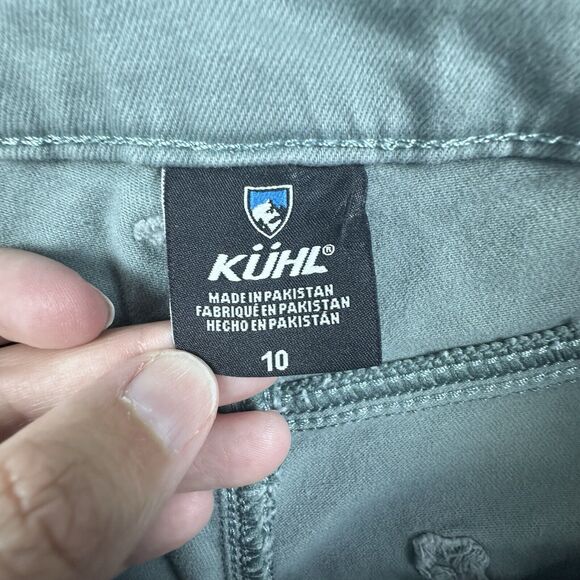 KÜHL®
MADE IN PAKISTAN
FABRIQUÉ EN PAKISTAN
HECHO EN PAKISTÁN
10